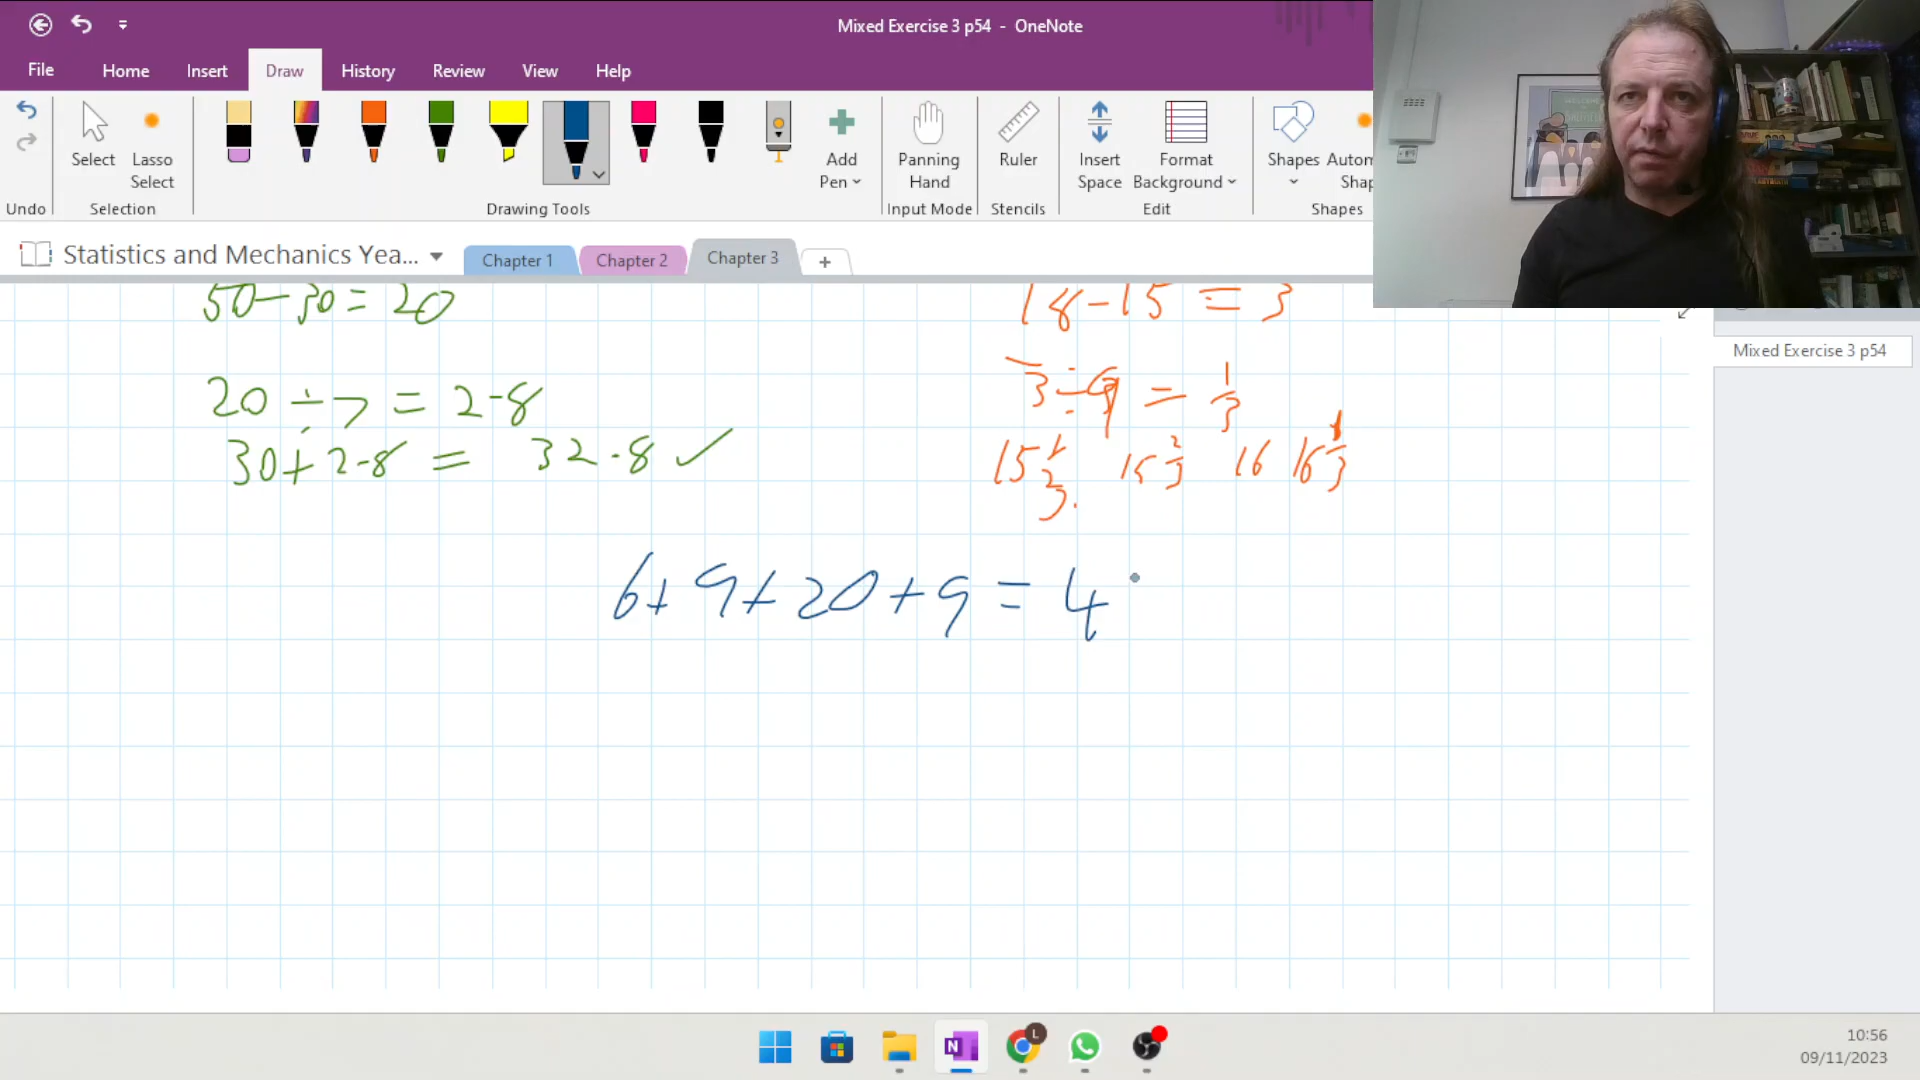 Mixed Exercise 3 p54 - OneNote
File Home Insert Draw History Review View Help
Select Lasso Select Add Pen Panning Hand Ruler Insert Space Format Background Shapes
Undo Selection Drawing Tools Input Mode Stencils Edit Shapes
Statistics and Mechanics Yea... Chapter 1 Chapter 2 Chapter 3 +
Mixed Exercise 3 p54
50-30=20
20÷7=2-8
30+2-8=32.8✓
18-15=3
3÷9=1/3
15 2/3 16 16 1/3
6+9+20+9=4
L
N
10:56
09/11/2023